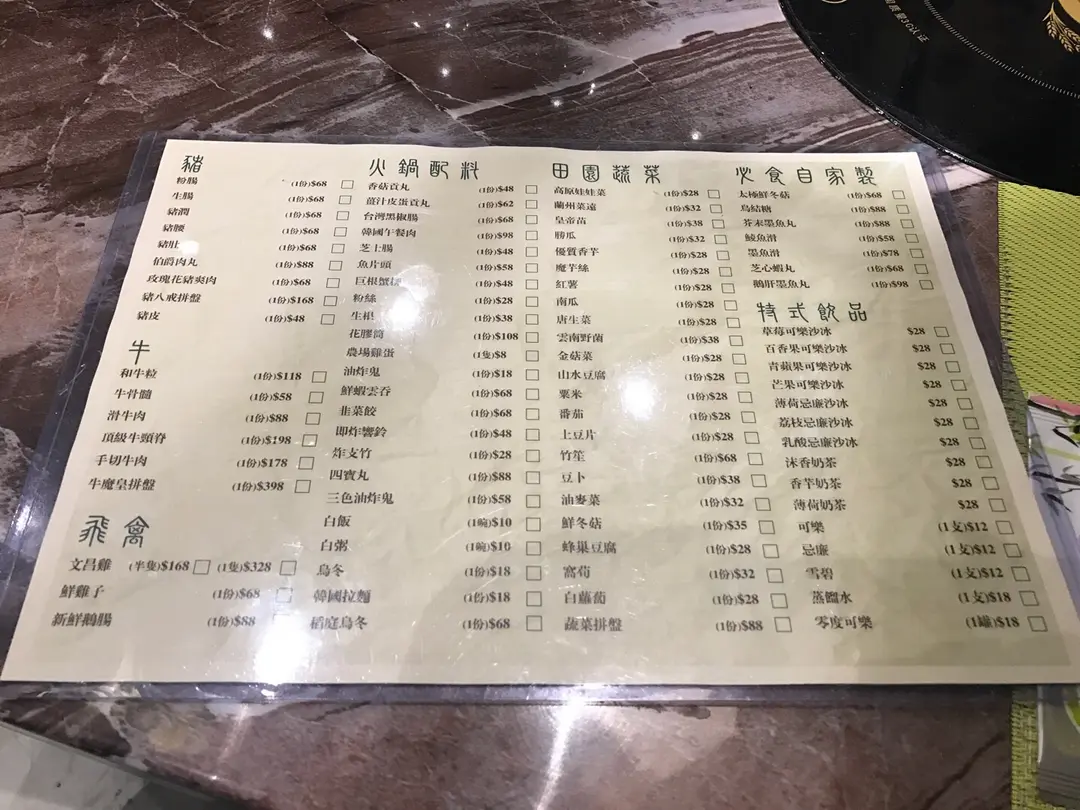 豬
粉腸 (1份)$68
生腸 (1份)$68
豬潤 (1份)$68
豬腰 (1份)$68
豬肚 (1份)$68
伯爵肉丸 (1份)$88
玫瑰花豬爽肉 (1份)$68
豬八戒拼盤 (1份)$168
豬皮 (1份)$48
牛
和牛粒 (1份)$118
牛骨髓 (1份)$58
滑牛肉 (1份)$88
頂級牛頸脊 (1份)$198
手切牛肉 (1份)$178
牛魔皇拼盤 (1份)$398
飛禽
文昌雞 (半隻)$168 (1隻)$328
鮮雞子 (1份)$68
新鮮鵝腸 (1份)$88
火鍋配料
香菇貢丸 (1份)$48
薑汁皮蛋貢丸 (1份)$62
台灣黑椒腸 (1份)$68
韓國午餐肉 (1份)$98
芝士腸 (1份)$48
魚片頭 (1份)$58
巨根蟹 (1份)$48
粉絲 (1份)$28
生根 (1份)$38
花膠筒 (1份)$108
農場雞蛋 (1隻)$8
油炸鬼 (1份)$18
鮮蝦雲吞 (1份)$68
韭菜餃 (1份)$68
即炸響鈴 (1份)$48
炸支竹 (1份)$28
四寶丸 (1份)$88
三色油炸鬼 (1份)$58
白飯 (1碗)$10
白粥 (1碗)$10
烏冬 (1份)$18
韓國拉麵 (1份)$18
稻庭烏冬 (1份)$68
田園蔬菜
高原娃娃菜 (1份)$28
蘭州菜遠 (1份)$32
皇帝苗 (1份)$38
勝瓜 (1份)$32
優質香芋 (1份)$28
魔芋絲 (1份)$28
紅薯 (1份)$28
南瓜 (1份)$28
唐生菜 (1份)$28
雲南野菌 (1份)$38
金菇菜 (1份)$28
山水豆腐 (1份)$28
粟米 (1份)$28
番茄 (1份)$28
土豆片 (1份)$28
竹笙 (1份)$68
豆卜 (1份)$38
油麥菜 (1份)$32
鮮冬菇 (1份)$35
蜂巢豆腐 (1份)$28
窩荀 (1份)$32
白蘿蔔 (1份)$28
蔬菜拼盤 (1份)$88
必食自家製
太極鮮冬菇 (1份)$68
烏結糖 (1份)$88
芥末墨魚丸 (1份)$88
鯪魚滑 (1份)$58
墨魚滑 (1份)$78
芝心蝦丸 (1份)$68
鵝肝墨魚丸 (1份)$98
特式飲品
草莓可樂沙冰 $28
百香果可樂沙冰 $28
青蘋果可樂沙冰 $28
芒果可樂沙冰 $28
薄荷忌廉沙冰 $28
荔枝忌廉沙冰 $28
乳酸忌廉沙冰 $28
沫香奶茶 $28
香芋奶茶 $28
薄荷奶茶 $28
可樂 (1支)$12
忌廉 (1支)$12
雪碧 (1支)$12
蒸餾水 (1支)$18
零度可樂 (1罐)$18